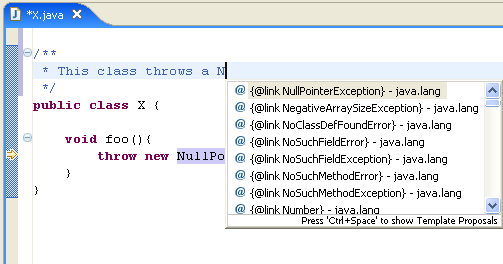 *X.java
/**
* This class throws a N
*/
public class X {
void foo(){
throw new NullPo
}
}
@ {@link NullPointerException} - java.lang
@ {@link NegativeArraySizeException} - java.lang
@ {@link NoClassDefFoundError} - java.lang
@ {@link NoSuchFieldError} - java.lang
@ {@link NoSuchFieldException} - java.lang
@ {@link NoSuchMethodError} - java.lang
@ {@link NoSuchMethodException} - java.lang
@ {@link Number} - java.lang
Press 'Ctrl+Space' to show Template Proposals